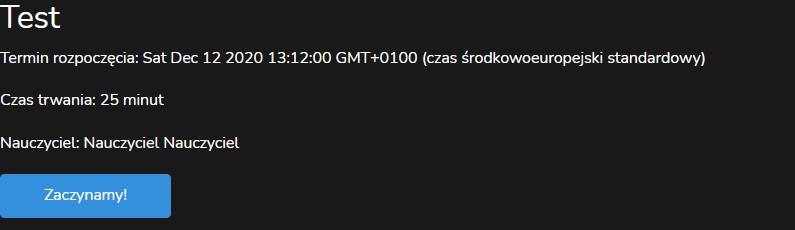 Test
Termin rozpoczęcia: Sat Dec 12 2020 13:12:00 GMT+0100 (czas środkowoeuropejski standardowy)
Czas trwania: 25 minut
Nauczyciel: Nauczyciel Nauczyciel
Zaczynamy!